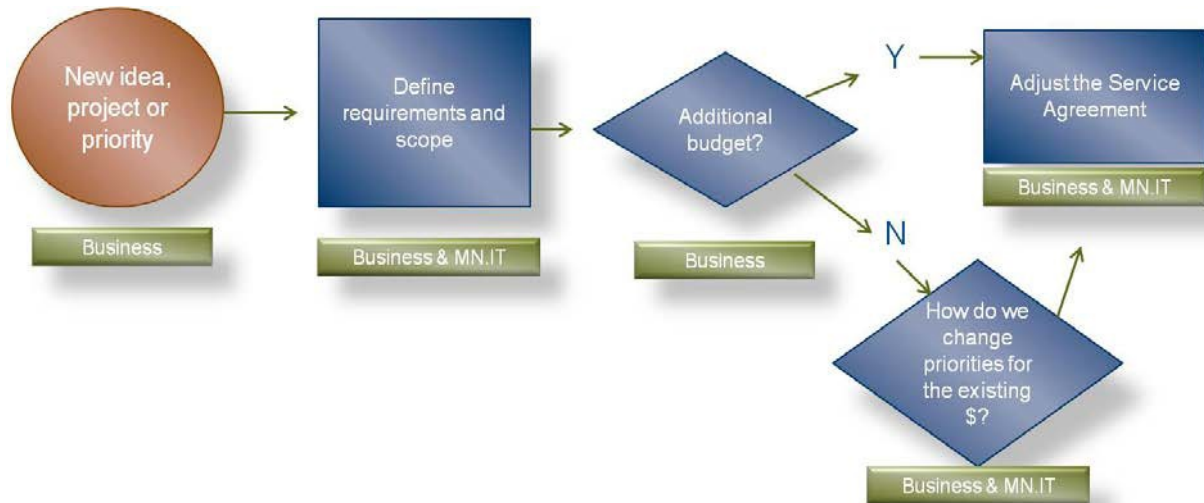 New idea,
project or
priority
Business
Define
requirements and
scope
Business & MN.IT
Additional
budget?
Business
Y
Adjust the Service
Agreement
Business & MN.IT
N
How do we
change
priorities for
the existing
$?
Business & MN.IT